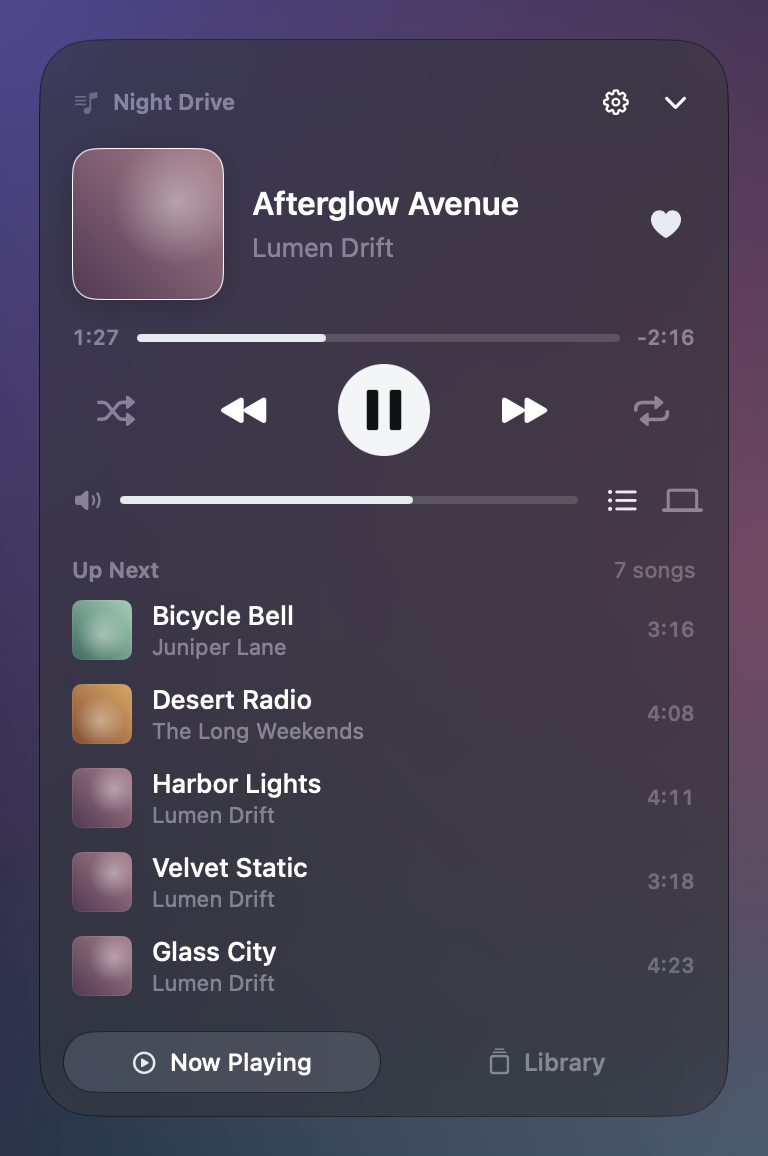 Night Drive
Afterglow Avenue
Lumen Drift
1:27
-2:16
Up Next
7 songs
Bicycle Bell
Juniper Lane
3:16
Desert Radio
The Long Weekends
4:08
Harbor Lights
Lumen Drift
4:11
Velvet Static
Lumen Drift
3:18
Glass City
Lumen Drift
4:23
Now Playing
Library